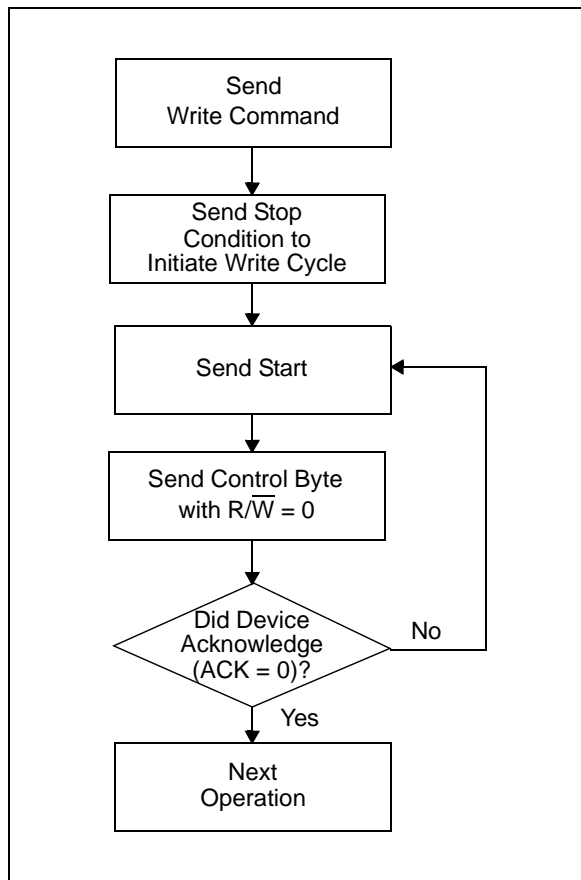 Send
Write Command
Send Stop
Condition to
Initiate Write Cycle
Send Start
Send Control Byte
with R/W̅ = 0
Did Device
Acknowledge
(ACK = 0)?
No
Yes
Next
Operation